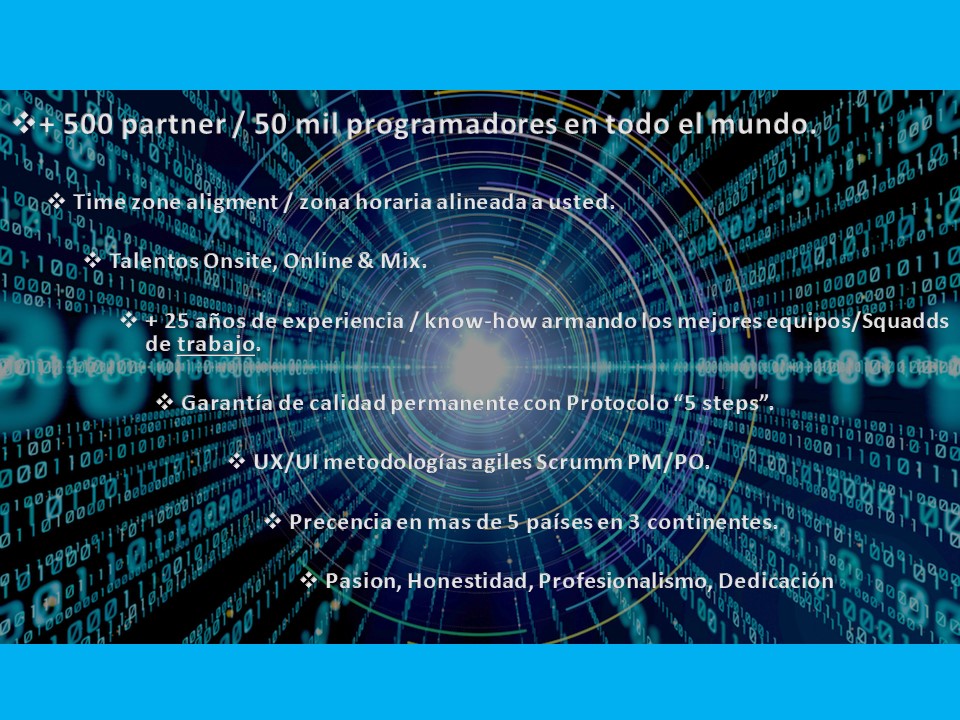 ❖+ 500 partner / 50 mil programadores en todo el mundo.
❖ Time zone aligment / zona horaria alineada a usted.
❖ Talentos Onsite, Online & Mix.
❖ + 25 años de experiencia / know-how armando los mejores equipos/Squadds
de trabajo.
❖ Garantía de calidad permanente con Protocolo “5 steps”.
❖ UX/UI metodologías agiles Scrumm PM/PO.
❖ Precencia en mas de 5 países en 3 continentes.
❖ Pasion, Honestidad, Profesionalismo, Dedicación